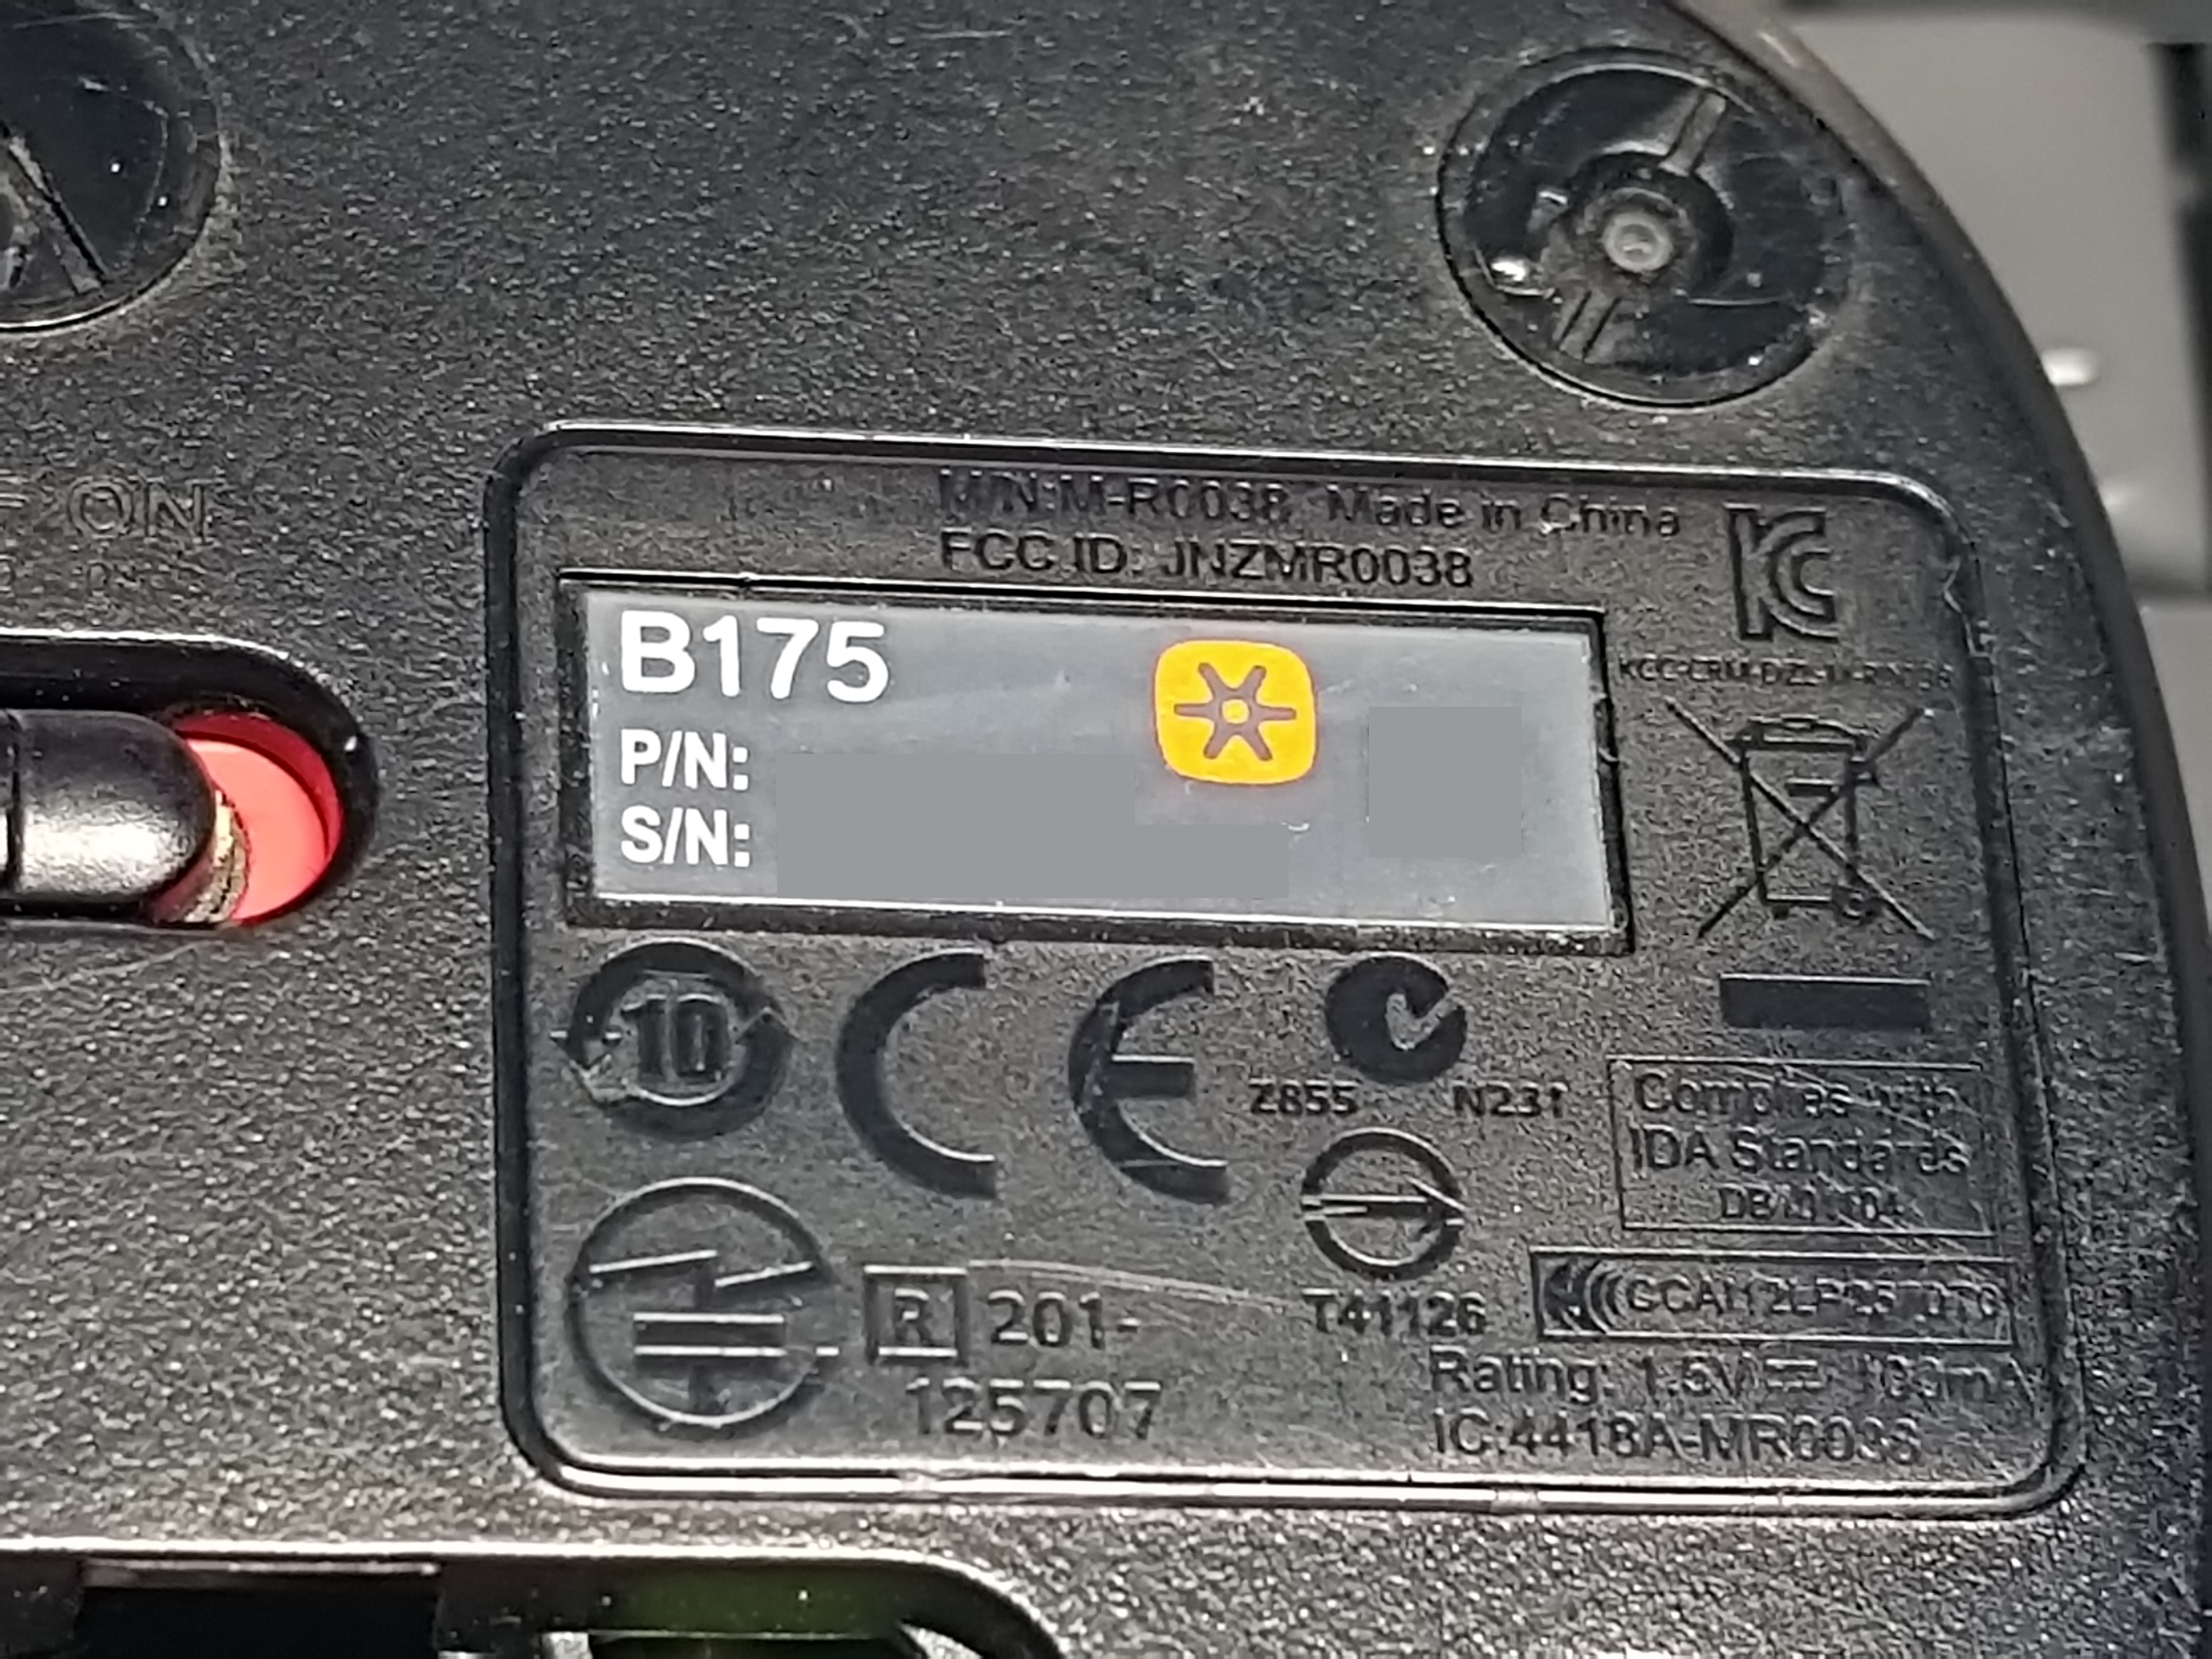 ON
M/N:M-R0038 Made in China
FCC ID: JNZMR0038
B175
P/N:
S/N:
10
CE
Z855 N231
Complies with
IDA Standards
R 201-
125707
T41126
Rating: 1.5V 100mA
IC:4418A-MR0038